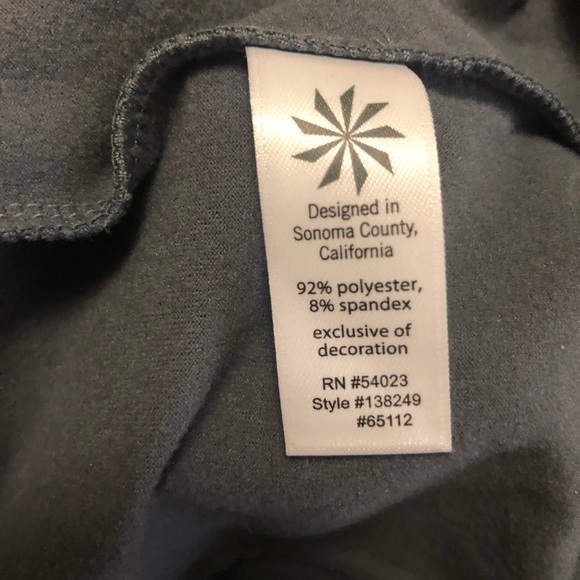 Designed in
Sonoma County,
California
92% polyester,
8% spandex
exclusive of
decoration
RN #54023
Style #138249
#65112